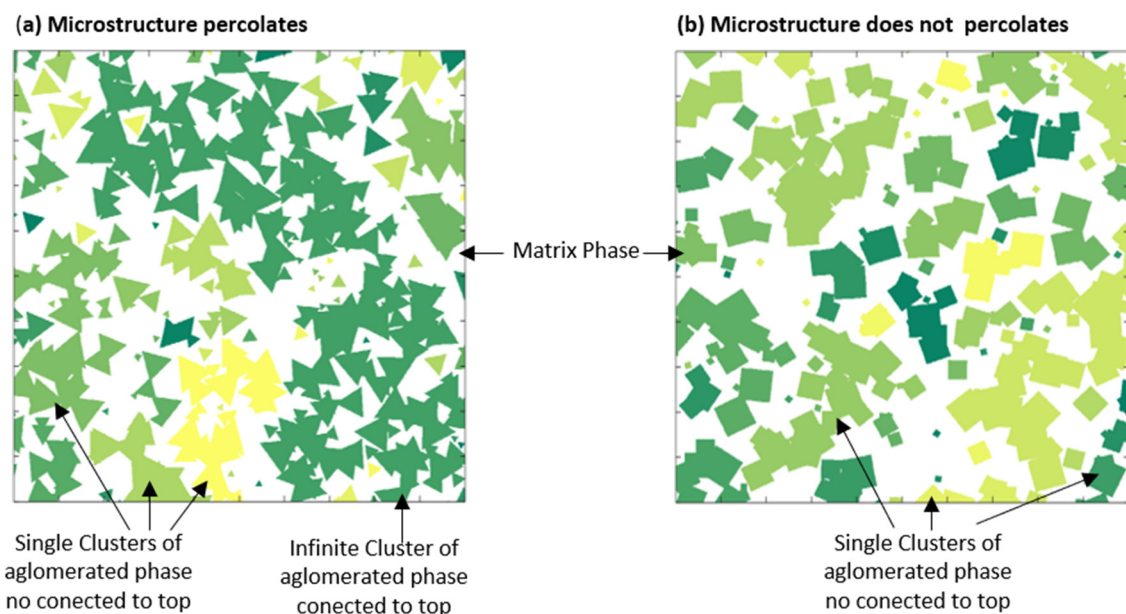 (a) Microstructure percolates
(b) Microstructure does not percolates
Matrix Phase
Single Clusters of
aglomerated phase
no conected to top
Infinite Cluster of
aglomerated phase
conected to top
Single Clusters of
aglomerated phase
no conected to top